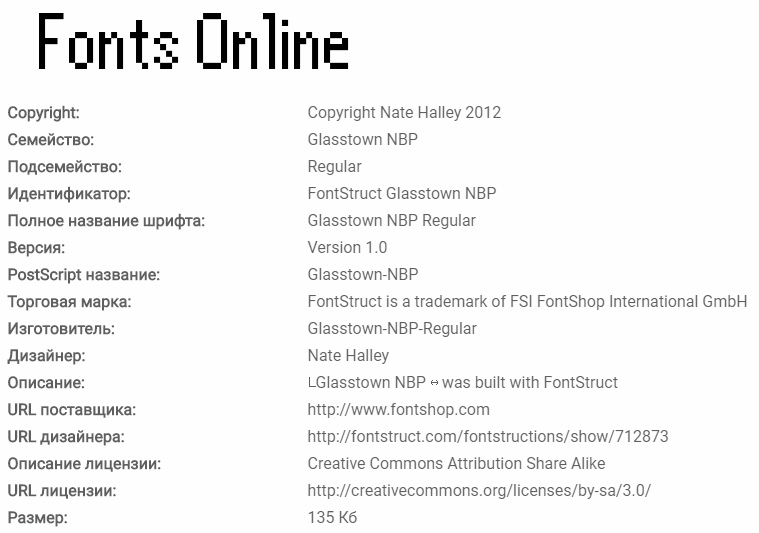 Fonts Online
Copyright: Copyright Nate Halley 2012
Семейство: Glasstown NBP
Подсемейство: Regular
Идентификатор: FontStruct Glasstown NBP
Полное название шрифта: Glasstown NBP Regular
Версия: Version 1.0
PostScript название: Glasstown-NBP
Торговая марка: FontStruct is a trademark of FSI FontShop International GmbH
Изготовитель: Glasstown-NBP-Regular
Дизайнер: Nate Halley
Описание: ∟Glasstown NBP ↔ was built with FontStruct
URL поставщика: http://www.fontshop.com
URL дизайнера: http://fontstruct.com/fontstructions/show/712873
Описание лицензии: Creative Commons Attribution Share Alike
URL лицензии: http://creativecommons.org/licenses/by-sa/3.0/
Размер: 135 Кб